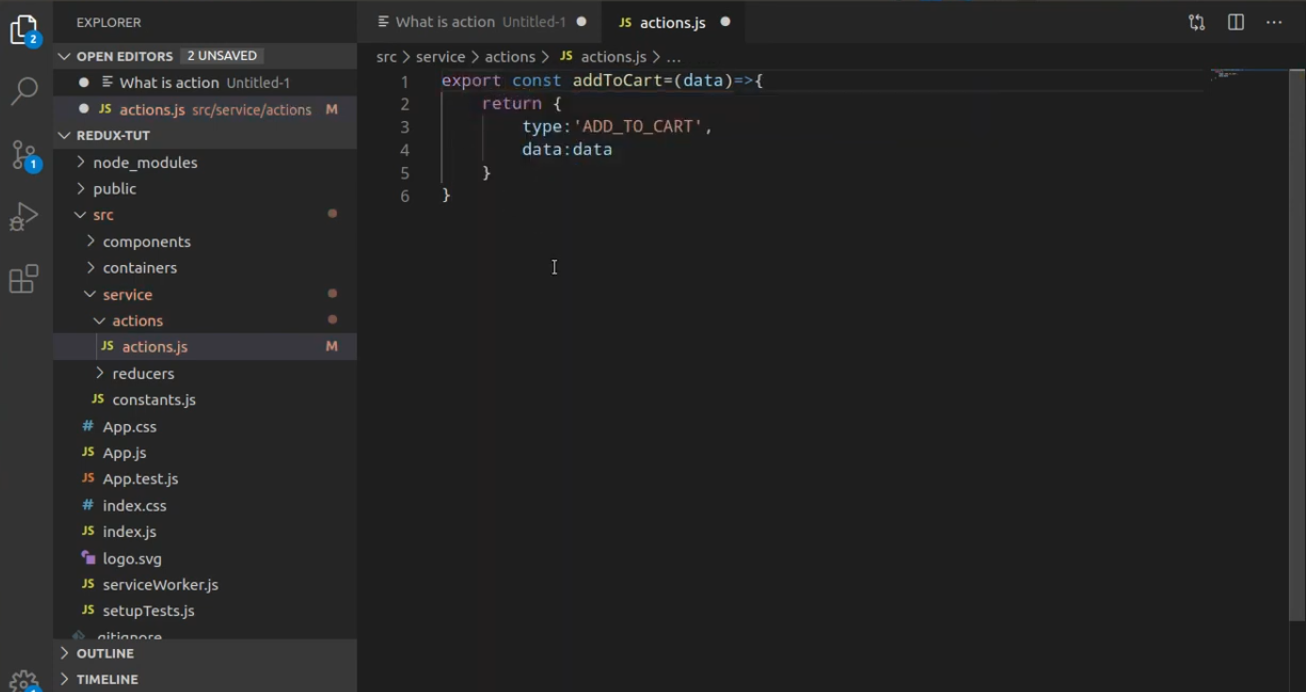 2
1
1
EXPLORER
OPEN EDITORS 2 UNSAVED
What is action Untitled-1
JS actions.js src/service/actions M
REDUX-TUT
node_modules
public
src
components
containers
service
actions
JS actions.js M
reducers
JS constants.js
# App.css
JS App.js
JS App.test.js
# index.css
JS index.js
logo.svg
JS serviceWorker.js
JS setupTests.js
.gitignore
OUTLINE
TIMELINE
What is action Untitled-1
JS actions.js
src > service > actions > JS actions.js > ...
1 export const addToCart=(data)=>{
2 return {
3 type:'ADD_TO_CART',
4 data:data
5 }
6 }